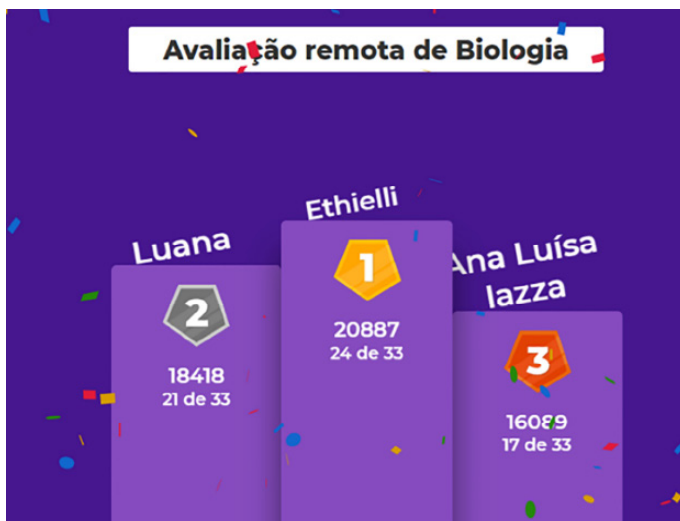 Avaliação remota de Biologia
Luana
2
18418
21 de 33
Ethielli
1
20887
24 de 33
Ana Luísa
Iazza
3
16089
17 de 33